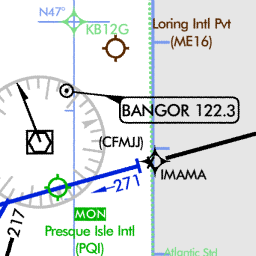 N47°
KB12G
Loring Intl Pvt
(ME16)
BANGOR 122.3
(CFMJJ)
IMAMA
271
217
MON
Presque Isle Intl
(PQI)
Atlantic Strl